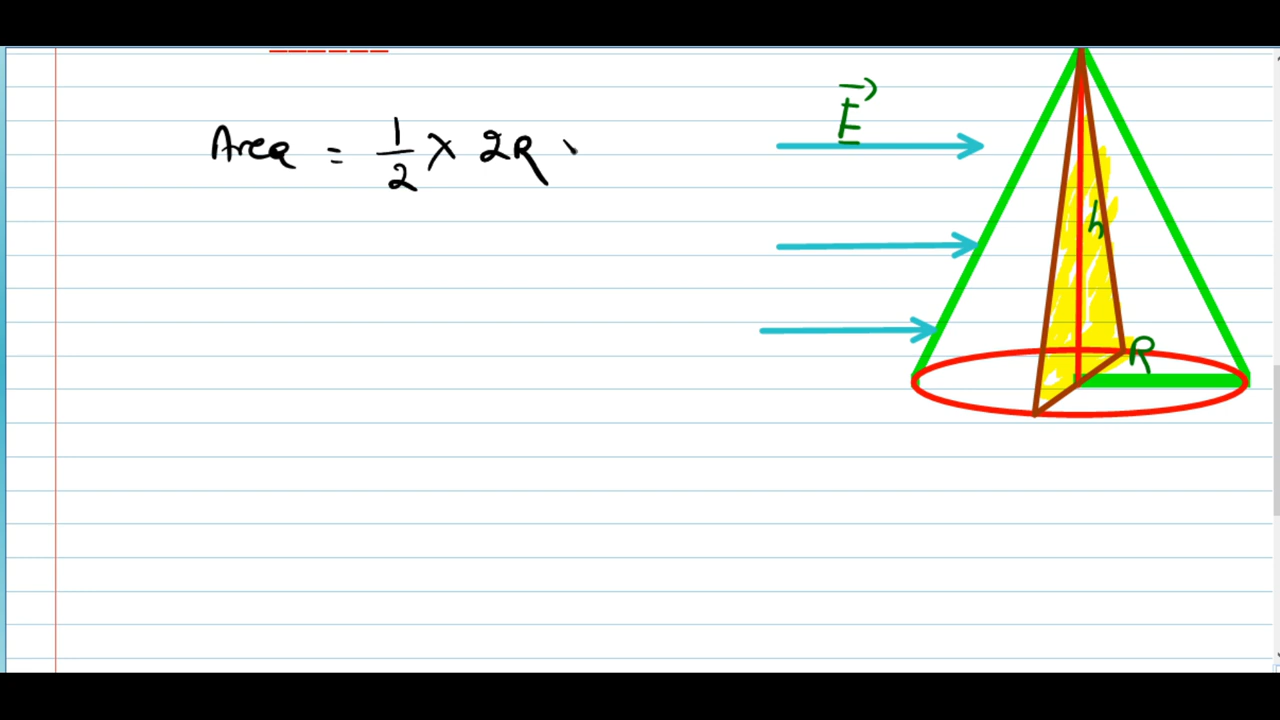 Area = 1/2 × 2R ×
E⃗
h
R